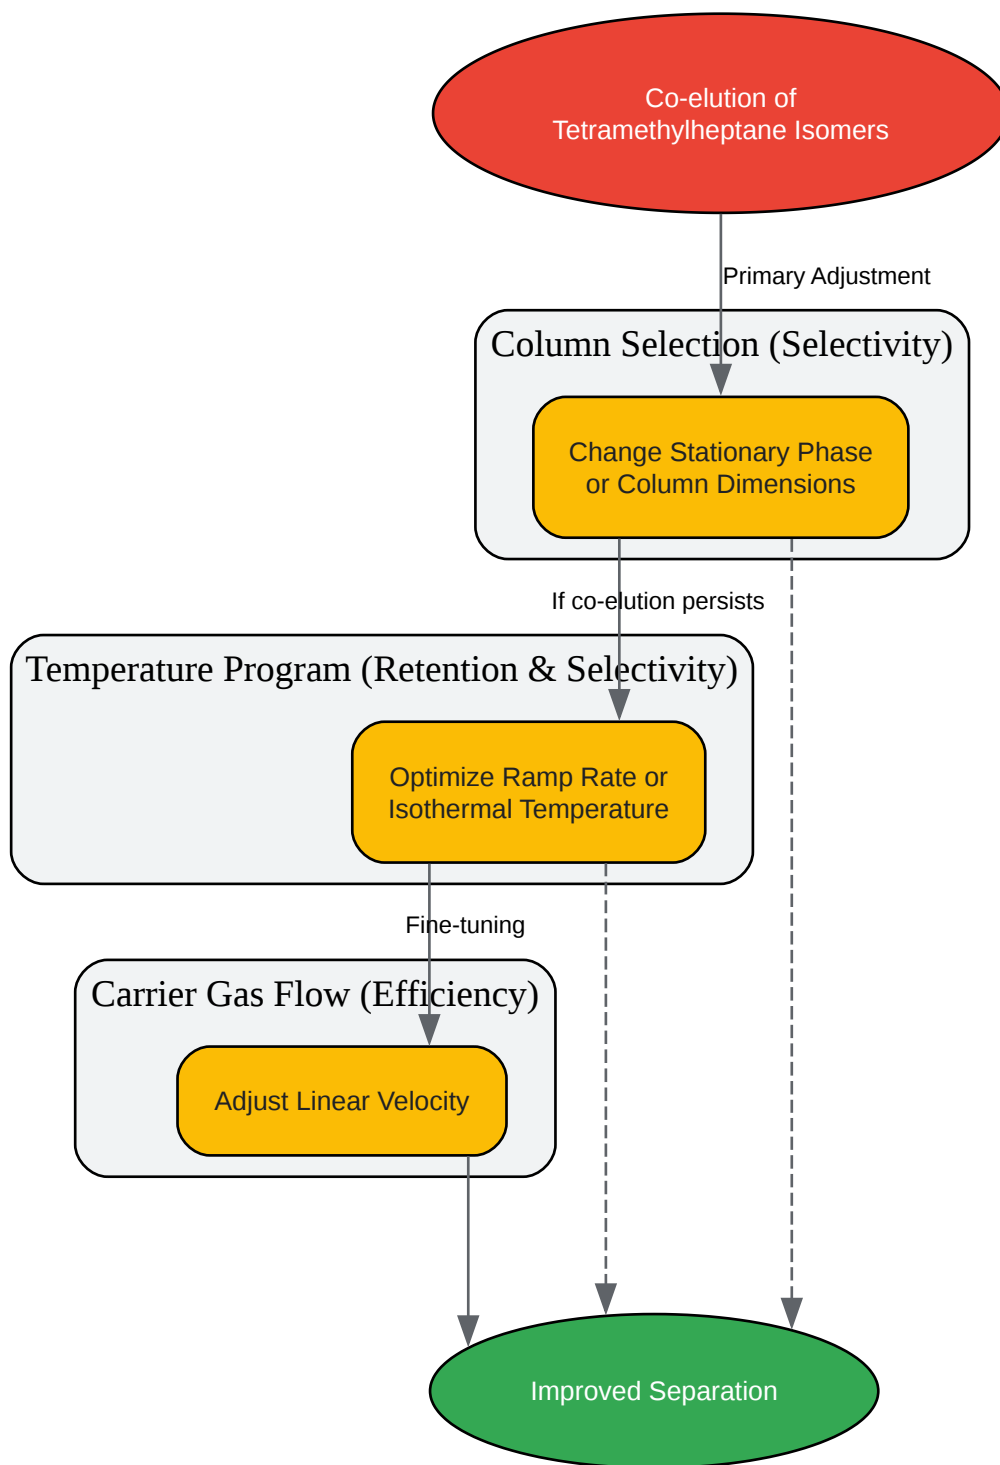 Co-elution of
Tetramethylheptane Isomers
Primary Adjustment
Column Selection (Selectivity)
Change Stationary Phase
or Column Dimensions
If co-elution persists
Temperature Program (Retention & Selectivity)
Optimize Ramp Rate or
Isothermal Temperature
Fine-tuning
Carrier Gas Flow (Efficiency)
Adjust Linear Velocity
Improved Separation